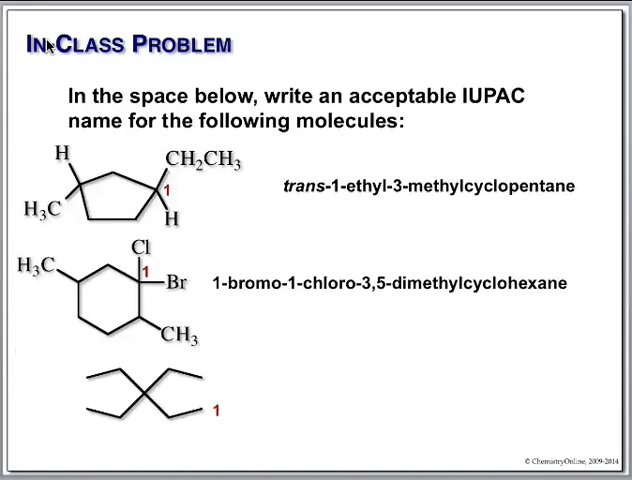 IN-CLASS PROBLEM
In the space below, write an acceptable IUPAC
name for the following molecules:
H
CH₂CH₃
1
trans-1-ethyl-3-methylcyclopentane
H₃C
H
Cl
H₃C
1
Br
1-bromo-1-chloro-3,5-dimethylcyclohexane
CH₃
1
© ChemistryOnline, 2009-2014